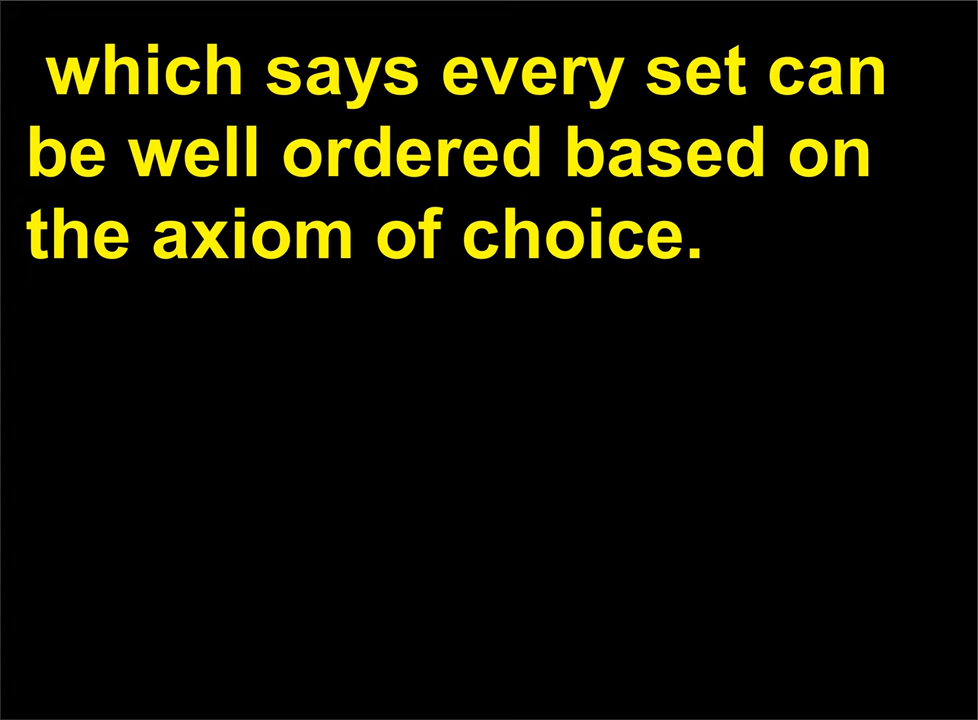 which says every set can
be well ordered based on
the axiom of choice.